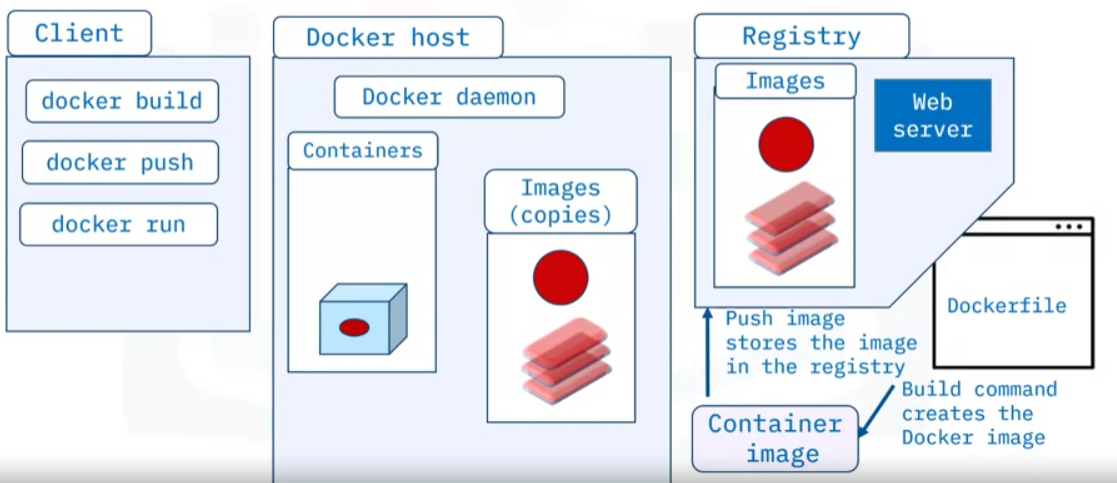 Client
docker build
docker push
docker run
Docker host
Docker daemon
Containers
Images
(copies)
Registry
Images
Web
server
Dockerfile
Push image
stores the image
in the registry
Build command
creates the
Docker image
Container
image